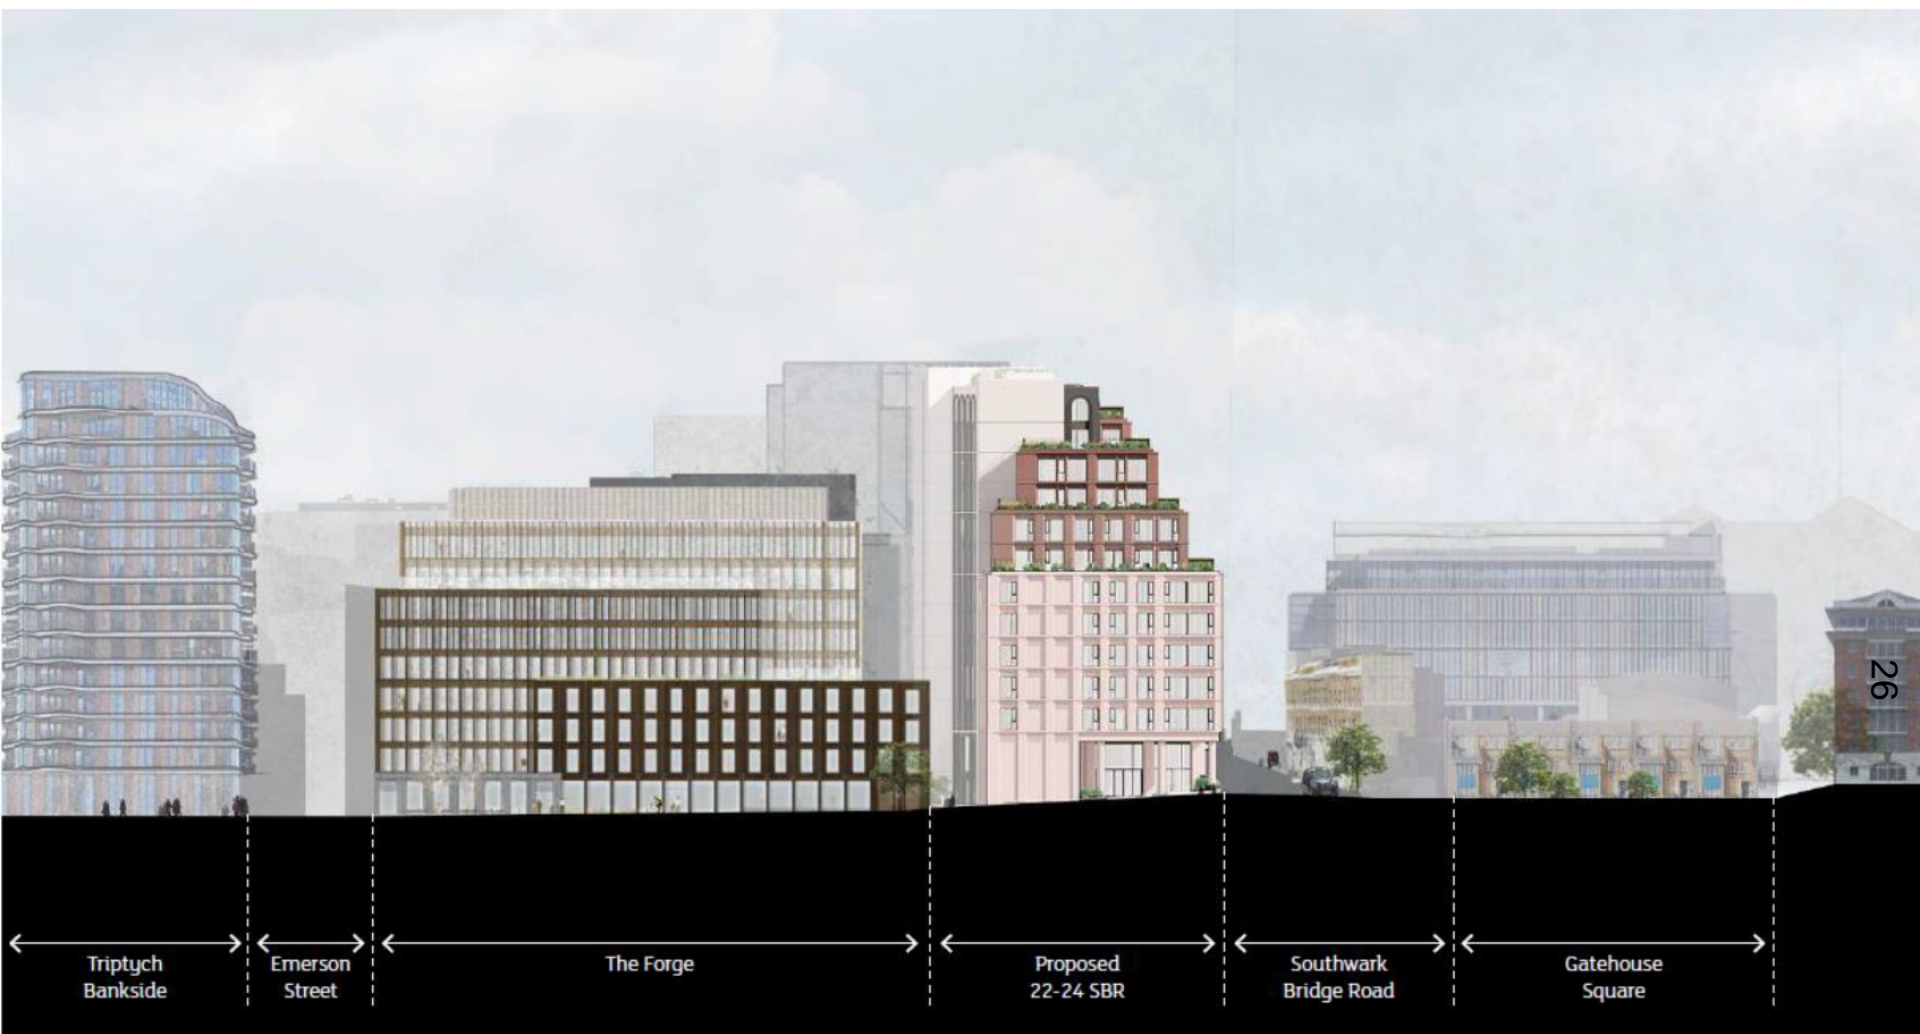 26
Triptych
Bankside
Emerson
Street
The Forge
Proposed
22-24 SBR
Southwark
Bridge Road
Gatehouse
Square